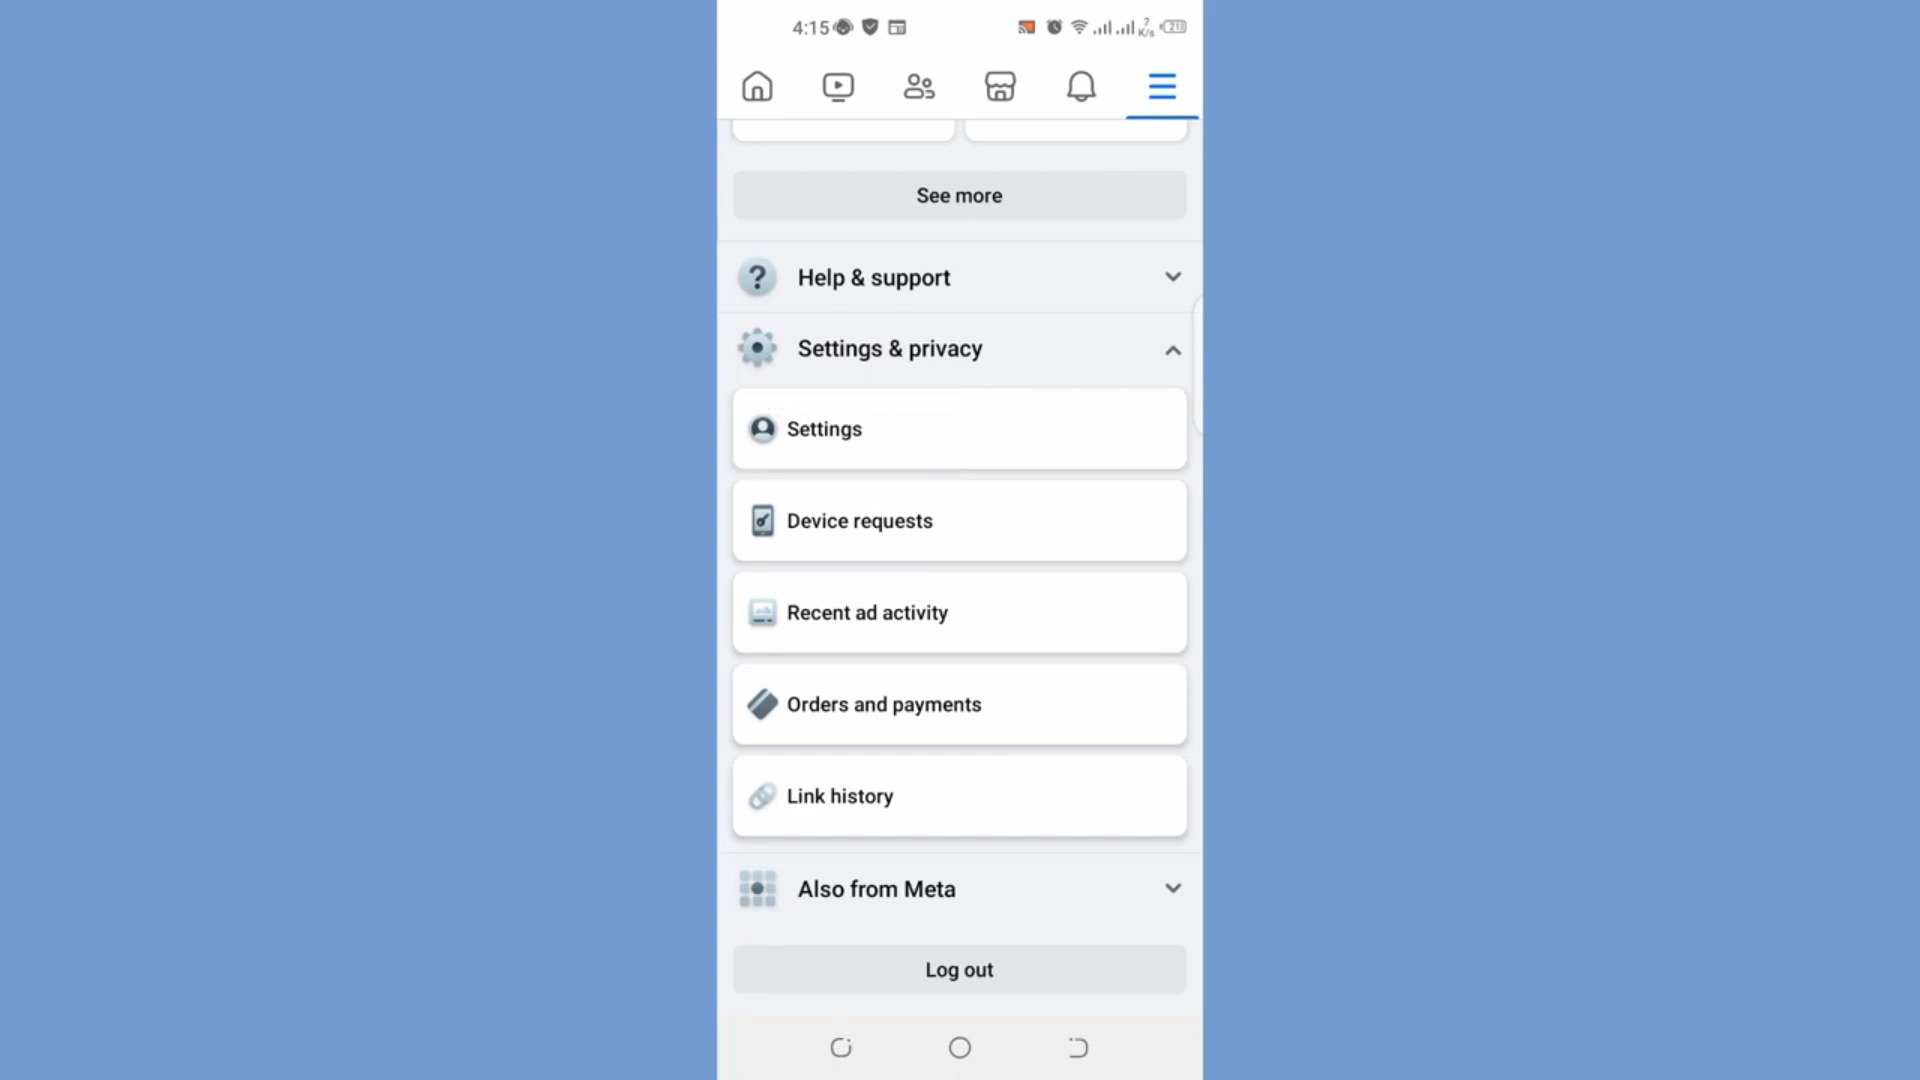 4:15
?
K/s
21
See more
Help & support
Settings & privacy
Settings
Device requests
Recent ad activity
Orders and payments
Link history
Also from Meta
Log out